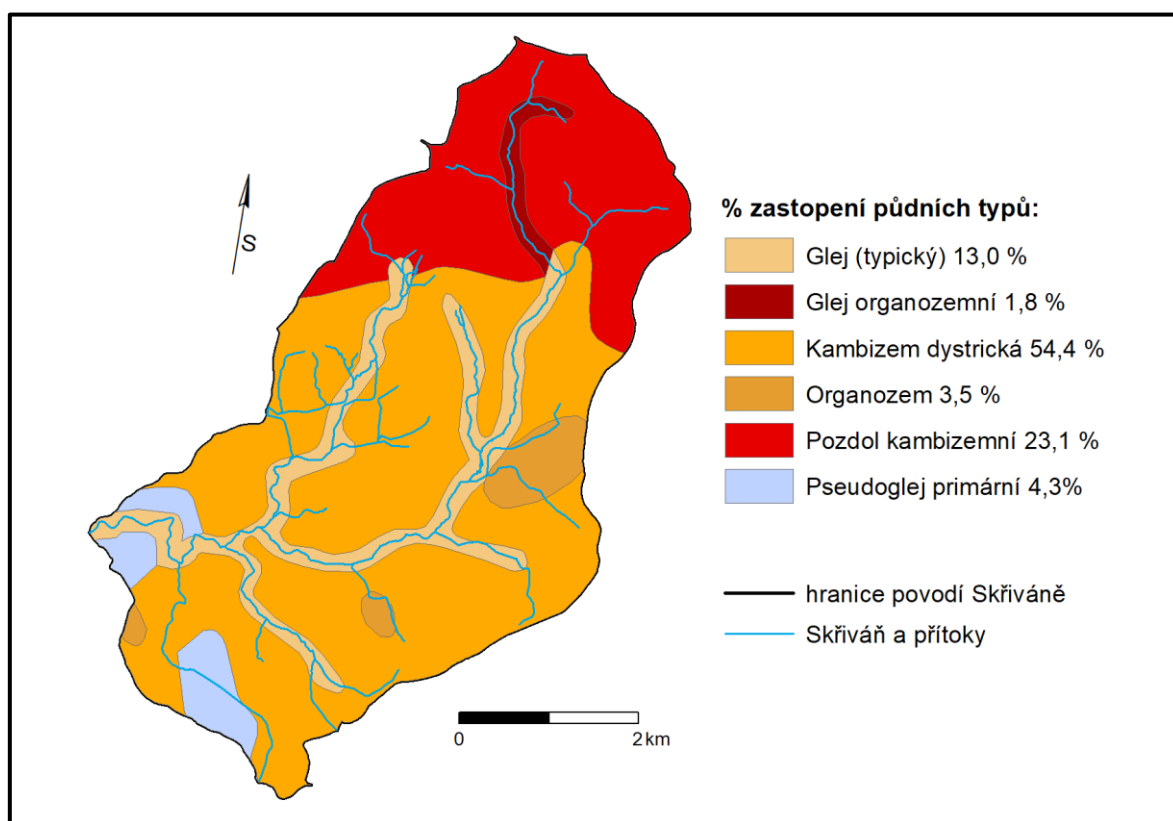 S
% zastopení půdních typů:
Glej (typický) 13,0 %
Glej organozemní 1,8 %
Kambizem dystrická 54,4 %
Organozem 3,5 %
Pozdol kambizemní 23,1 %
Pseudoglej primární 4,3%
hranice povodí Skřiváně
Skřiváň a přítoky
0 2 km